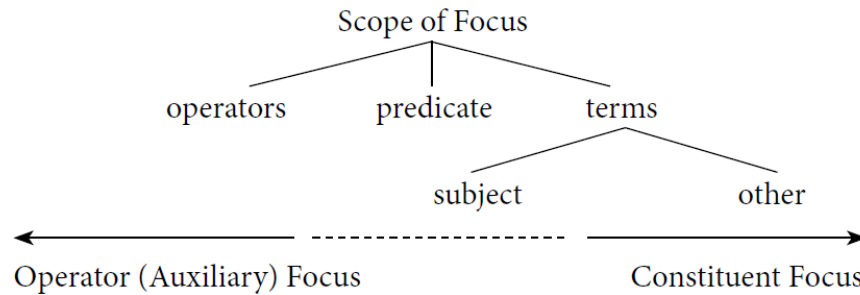 Scope of Focus
operators predicate terms
subject other
Operator (Auxiliary) Focus Constituent Focus